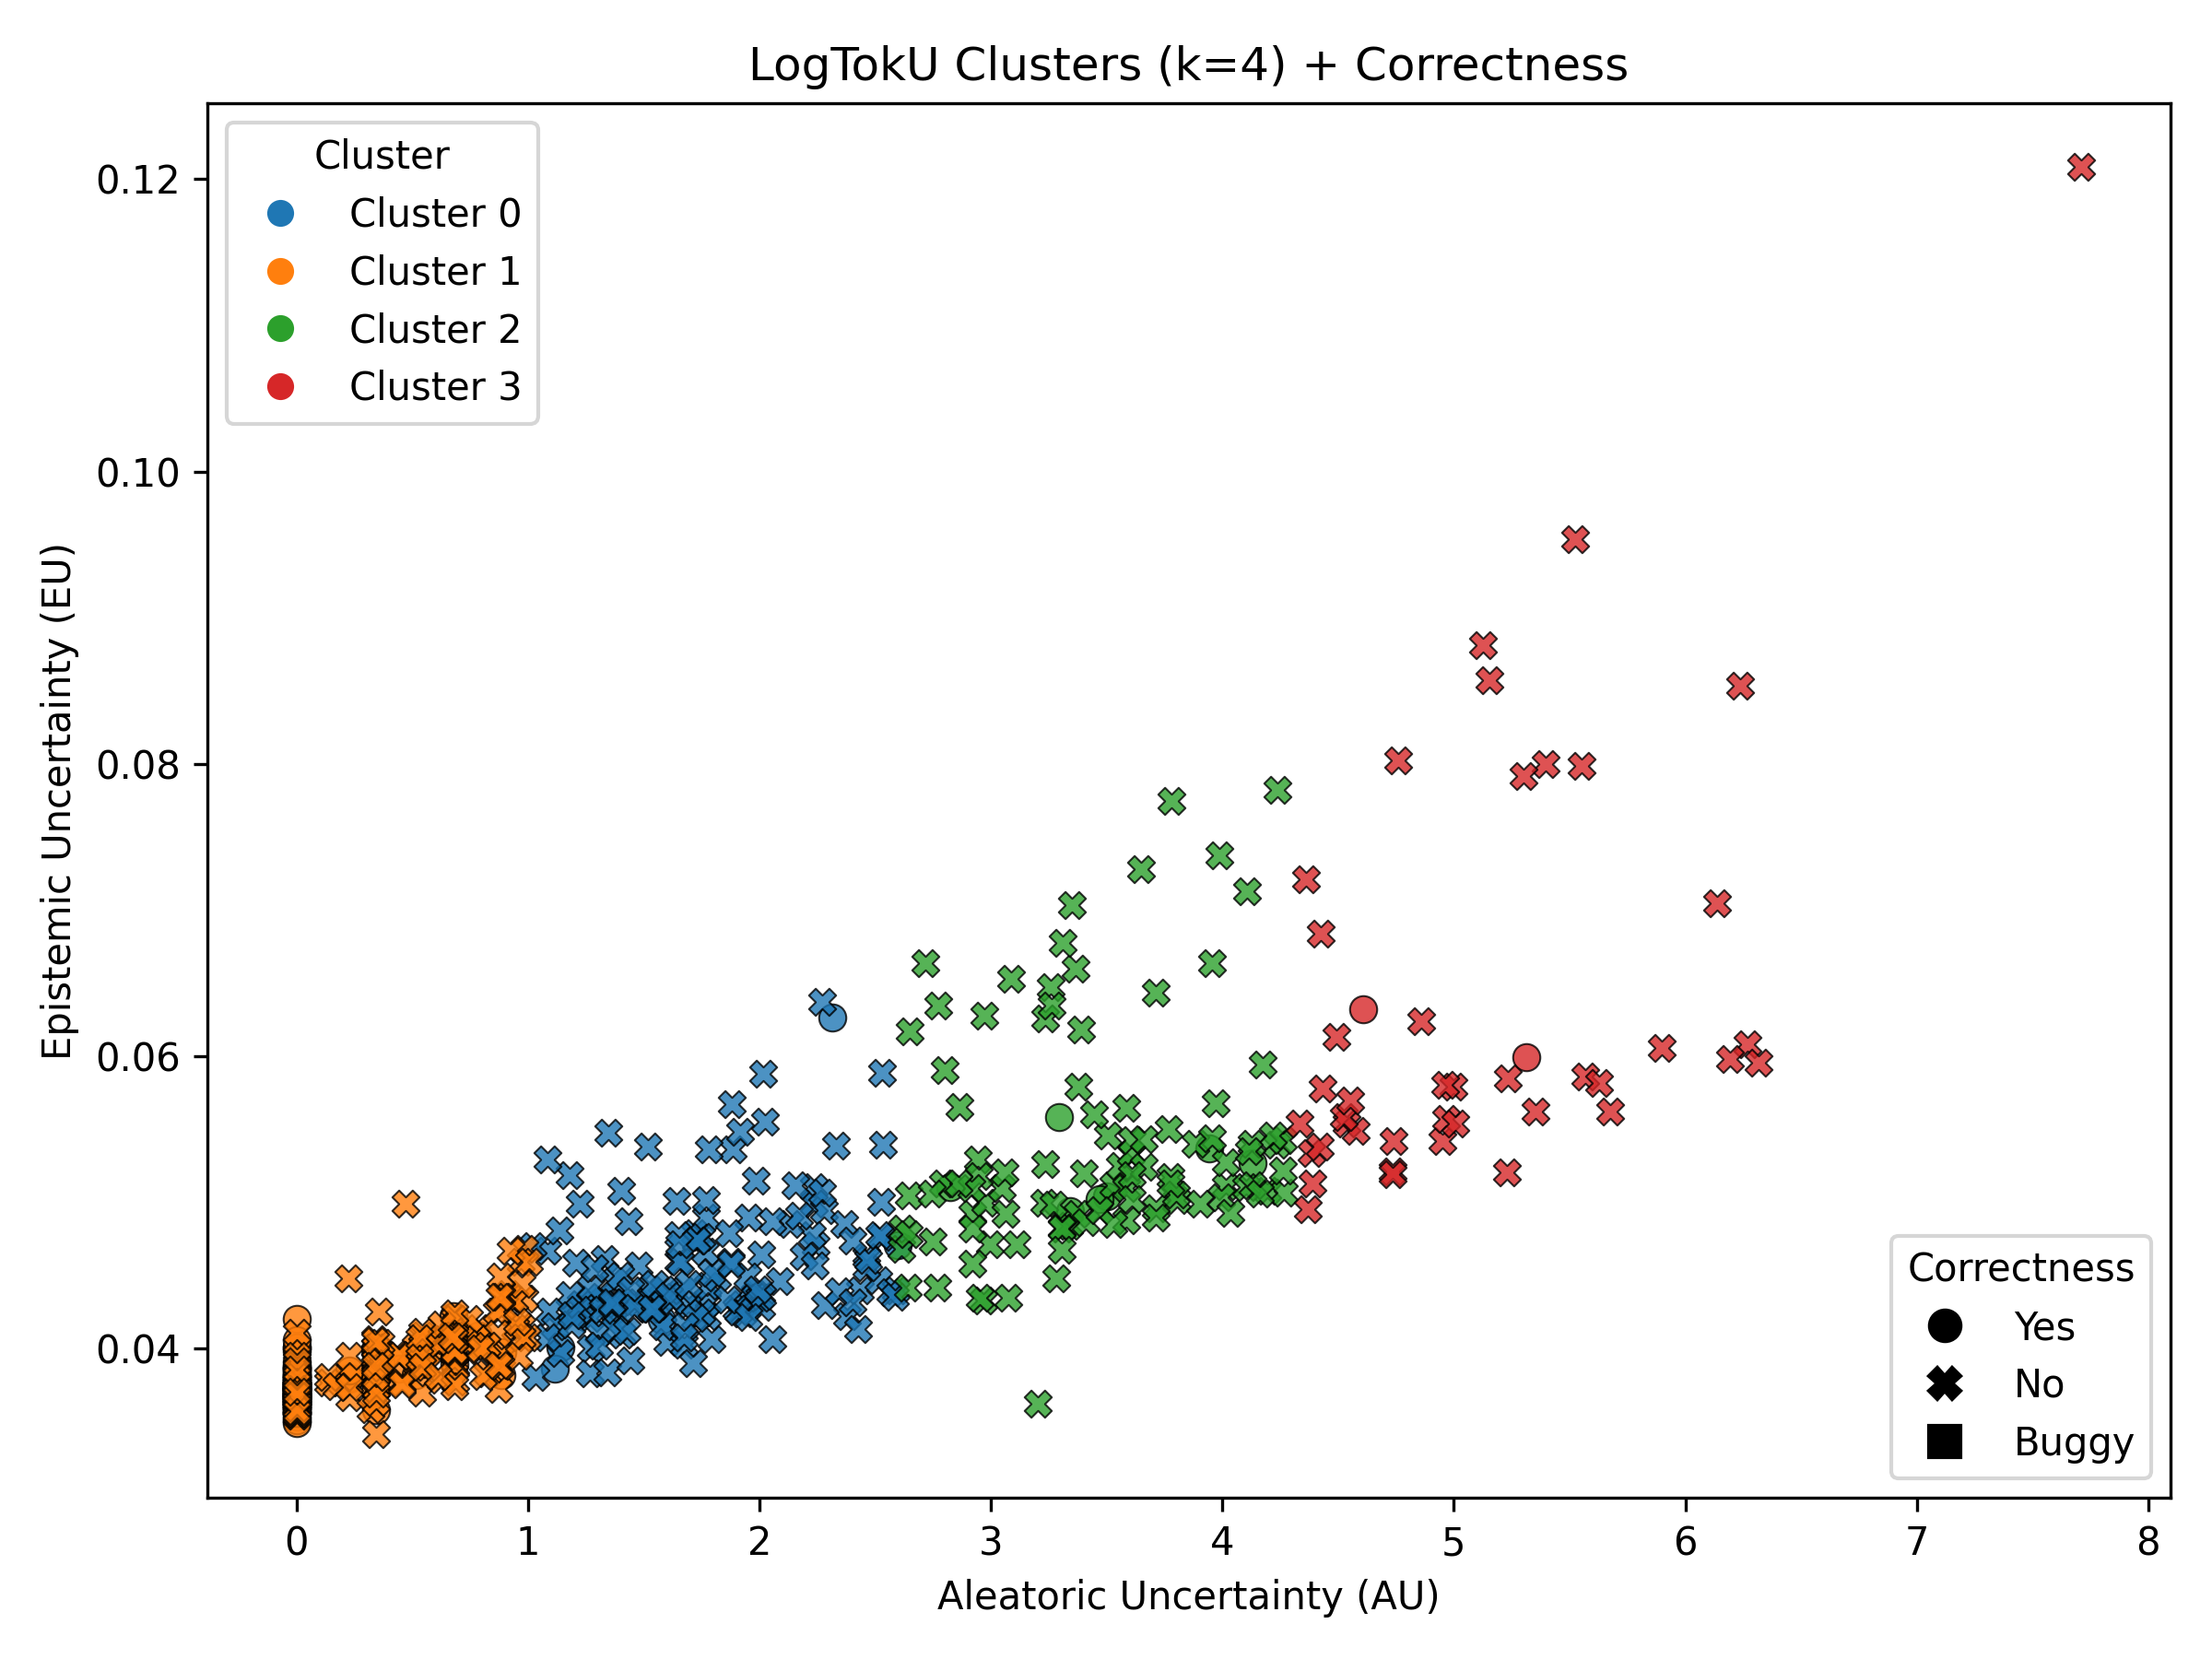 LogTokU Clusters (k=4) + Correctness
Cluster
Cluster 0
Cluster 1
Cluster 2
Cluster 3
0.12
0.10
0.08
0.06
0.04
Epistemic Uncertainty (EU)
Correctness
Yes
No
Buggy
0 1 2 3 4 5 6 7 8
Aleatoric Uncertainty (AU)